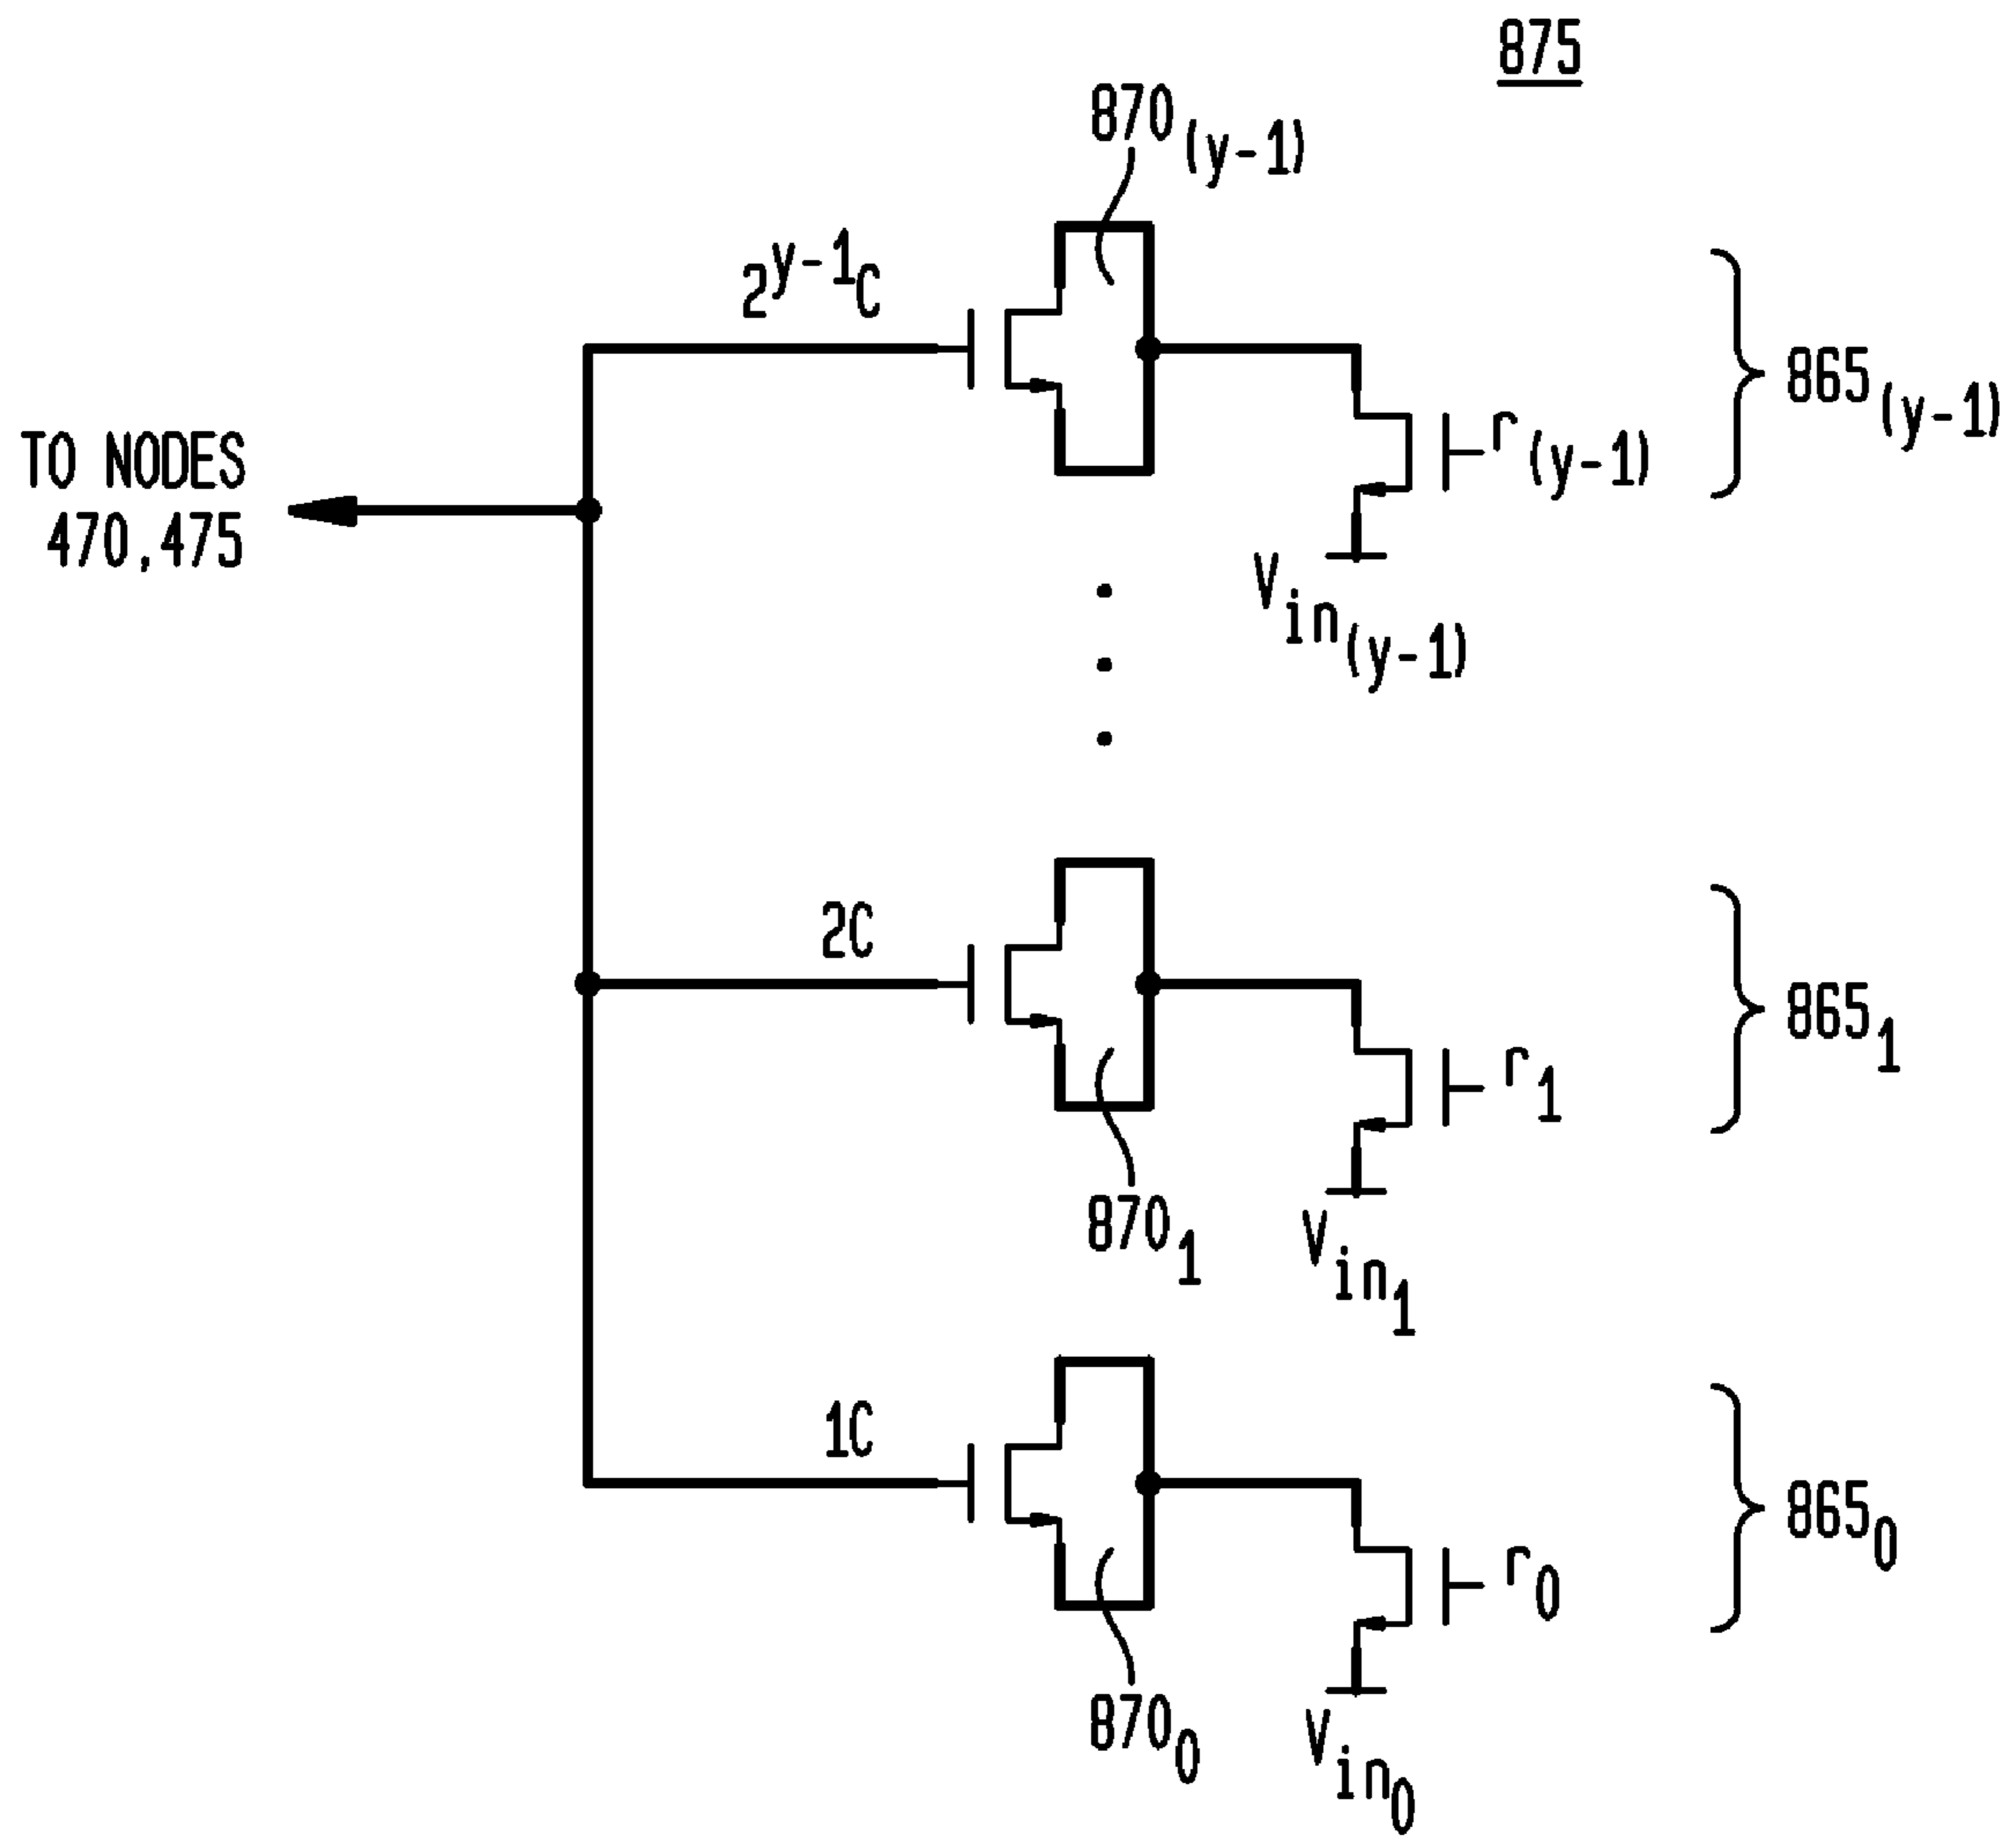 875
870(y-1)
2^y-1C
TO NODES
470,475
r(y-1)
865(y-1)
Vin(y-1)
2C
r1
8651
8701
Vin1
1C
r0
8650
8700
Vin0